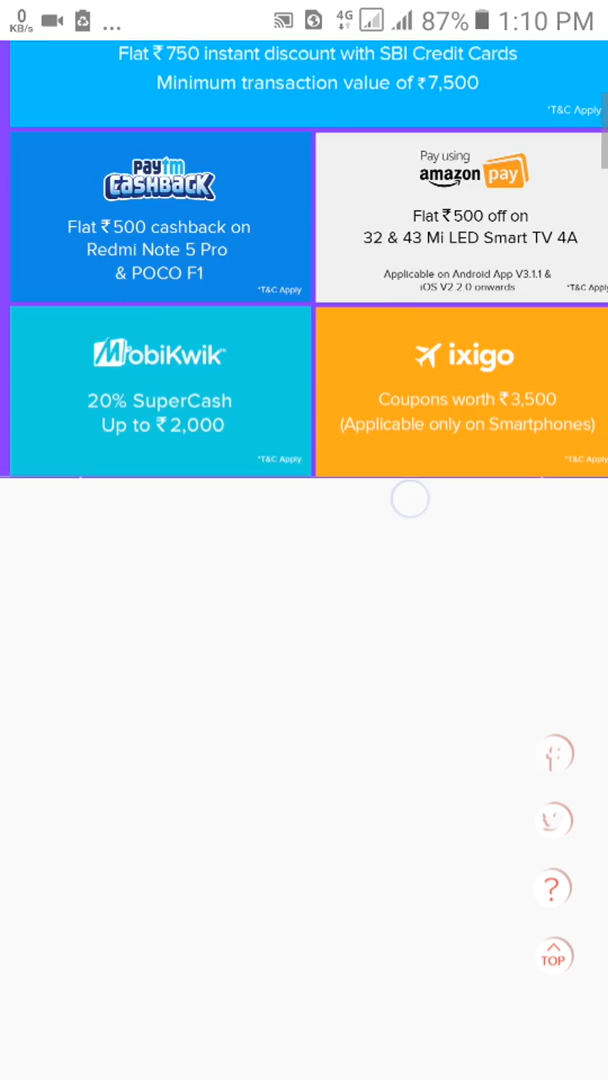 0
KB/s
...
4G
87%
1:10 PM
Flat ₹750 instant discount with SBI Credit Cards
Minimum transaction value of ₹7,500
*T&C Apply
Paytm
CASHBACK
Flat ₹500 cashback on
Redmi Note 5 Pro
& POCO F1
*T&C Apply
Pay using
amazon pay
Flat ₹500 off on
32 & 43 Mi LED Smart TV 4A
Applicable on Android App V3.1.1 &
iOS V2.2.0 onwards
*T&C Apply
MobiKwik
20% SuperCash
Up to ₹2,000
*T&C Apply
ixigo
Coupons worth ₹3,500
(Applicable only on Smartphones)
*T&C Apply
?
TOP